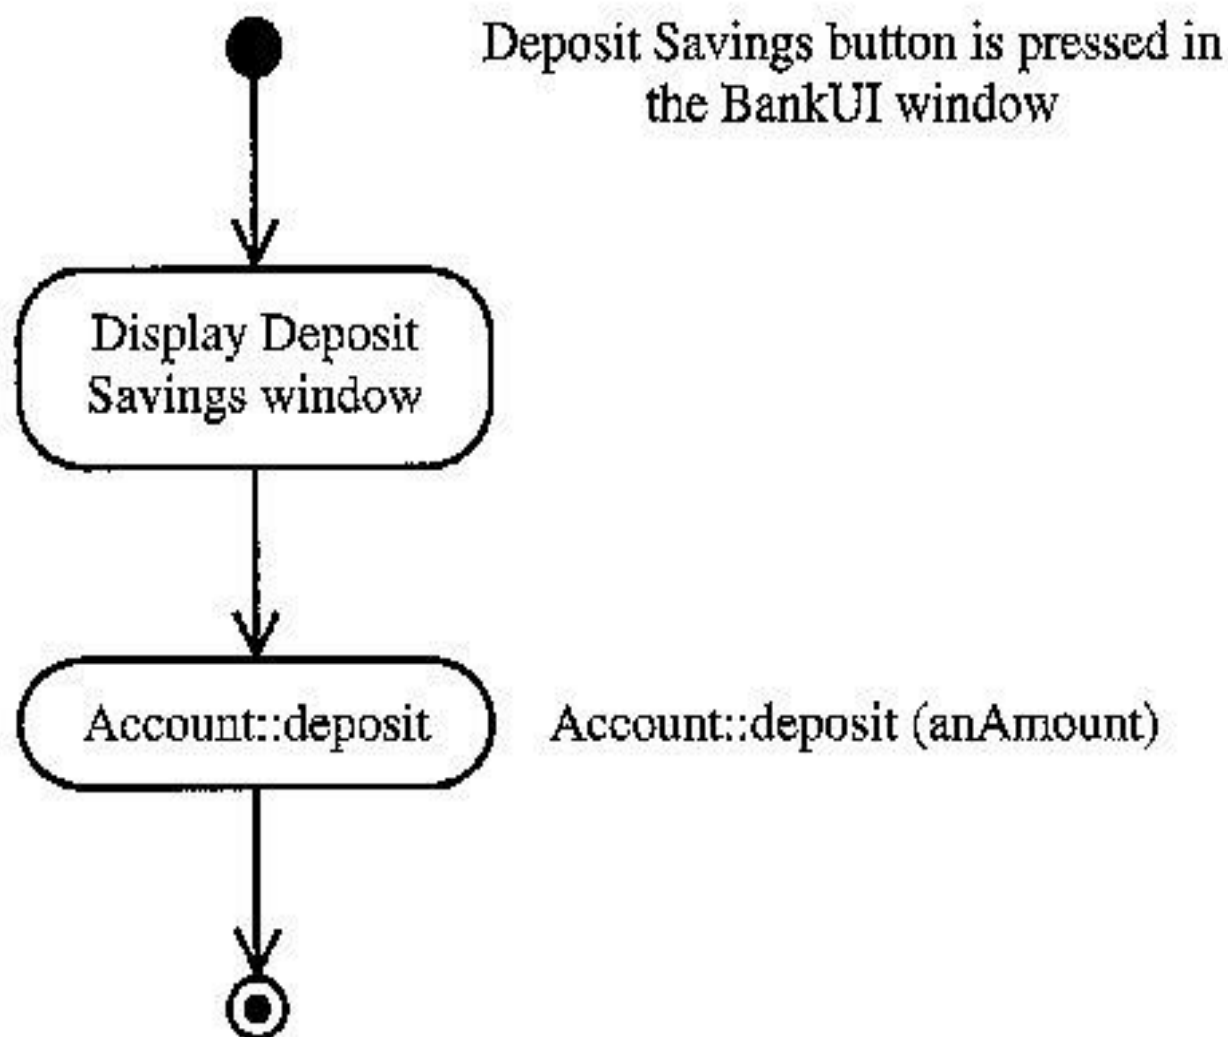 Deposit Savings button is pressed in
the BankUI window
Display Deposit
Savings window
Account::deposit
Account::deposit (anAmount)